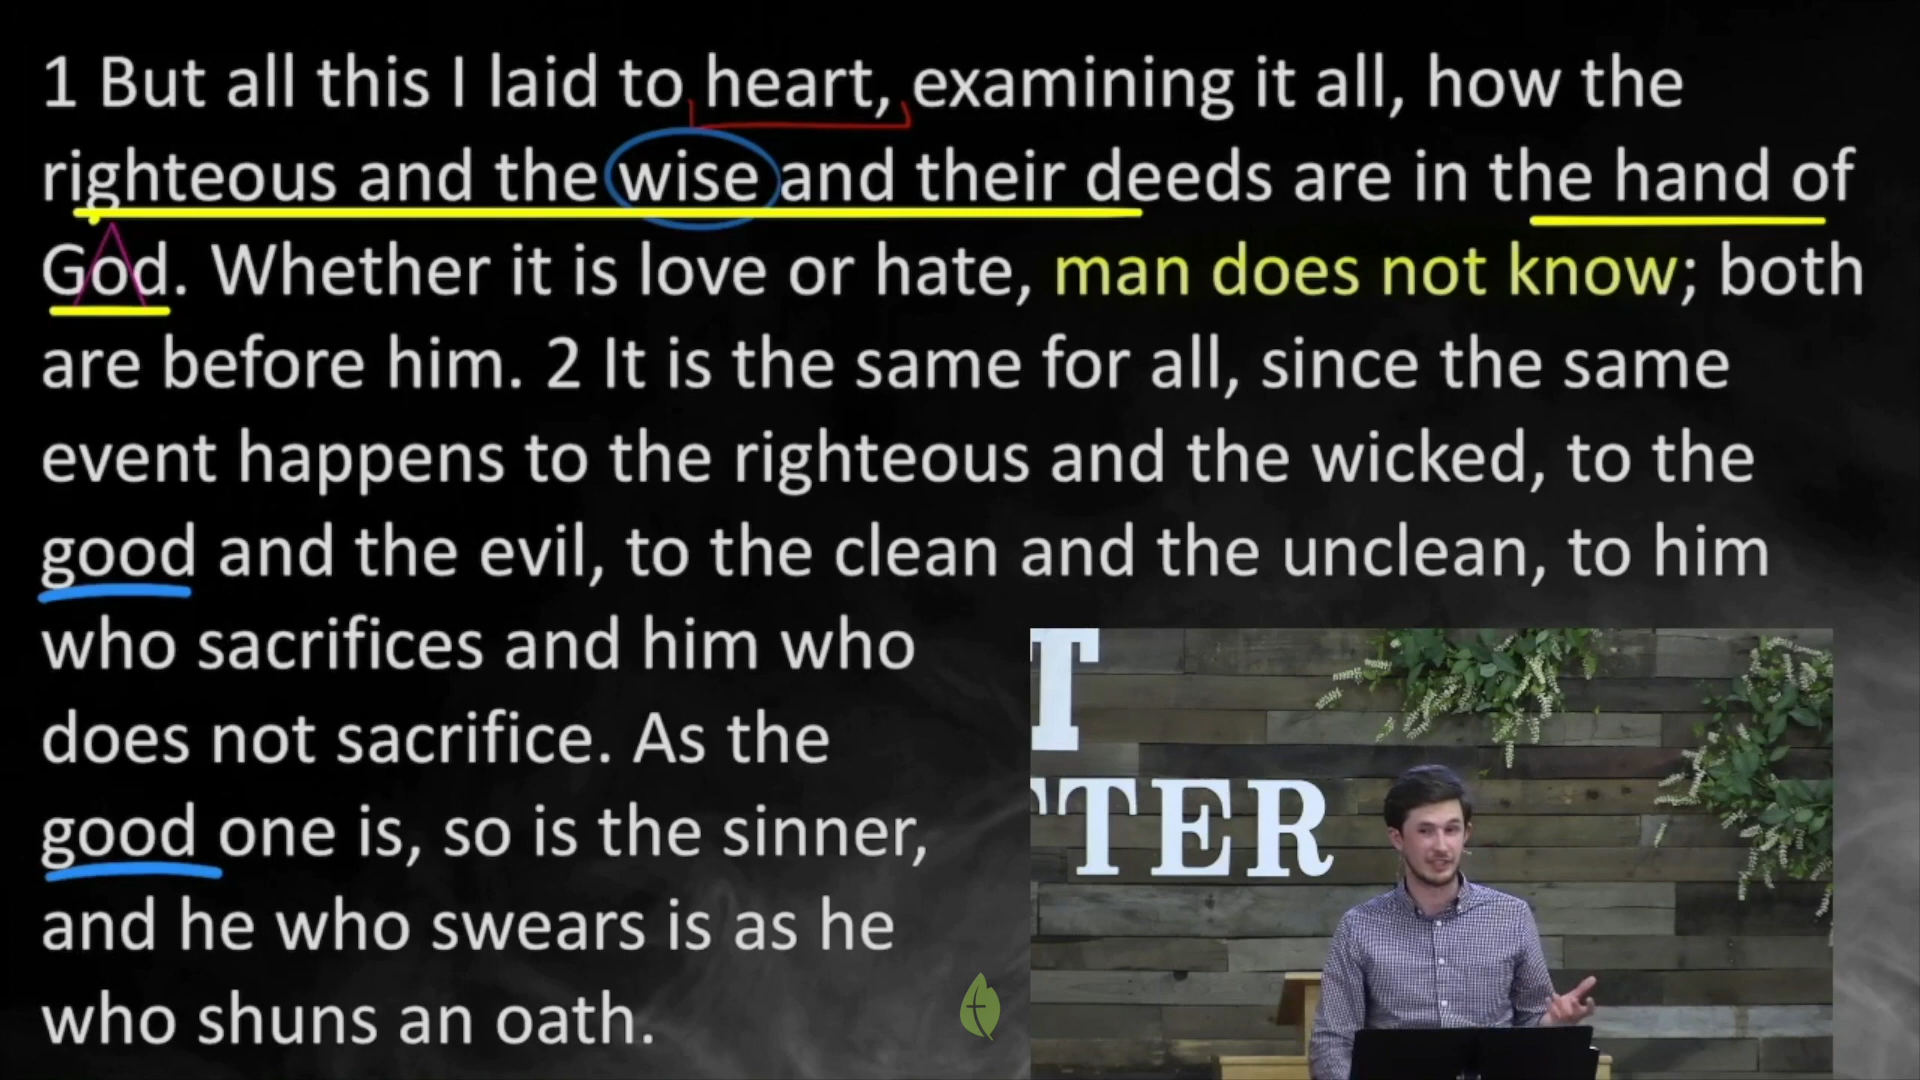 1 But all this I laid to heart, examining it all, how the
righteous and the wise and their deeds are in the hand of
God. Whether it is love or hate, man does not know; both
are before him. 2 It is the same for all, since the same
event happens to the righteous and the wicked, to the
good and the evil, to the clean and the unclean, to him
who sacrifices and him who
does not sacrifice. As the
good one is, so is the sinner,
and he who swears is as he
who shuns an oath.
T
TTER